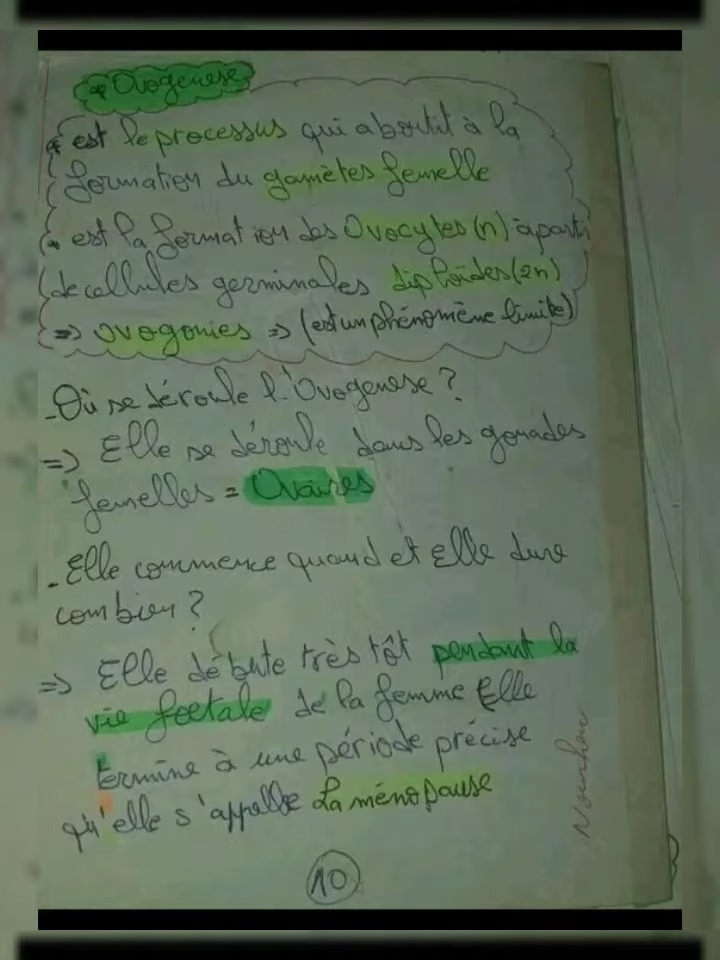 * Ovogenese
* est le processus qui aboutit à la
formation du gamètes femelle
* est la formation des Ovocytes (n) à parti
de cellules germinales diploïdes (2n)
=> ovogonies => (est un phénomène limite)
- Où se déroule l'Ovogenese ?
=> Elle se déroule dans les gonades
femelles = Ovaires
- Elle commence quand et Elle dure
combien ?
=> Elle débute très tôt pendant la
vie foetale de la femme Elle
termine à une période précise
qu'elle s'appelle La ménopause
10